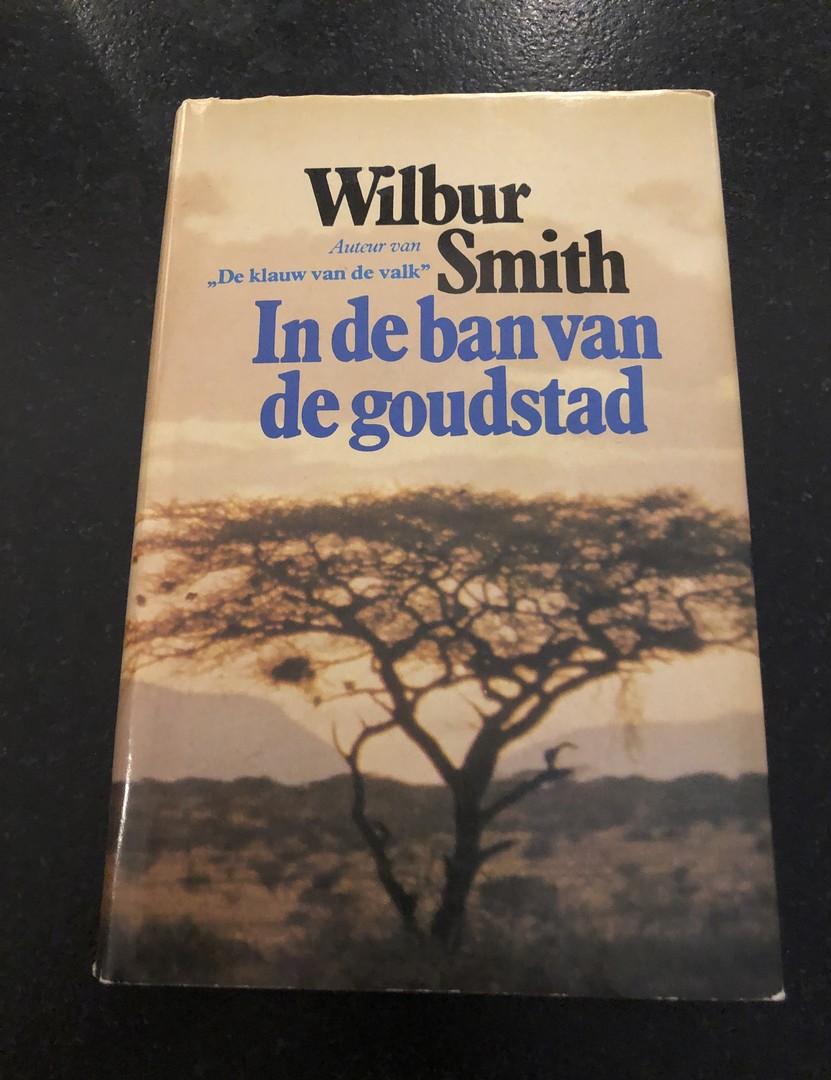 Wilbur
Smith
Auteur van
„De klauw van de valk”
In de ban van
de goudstad